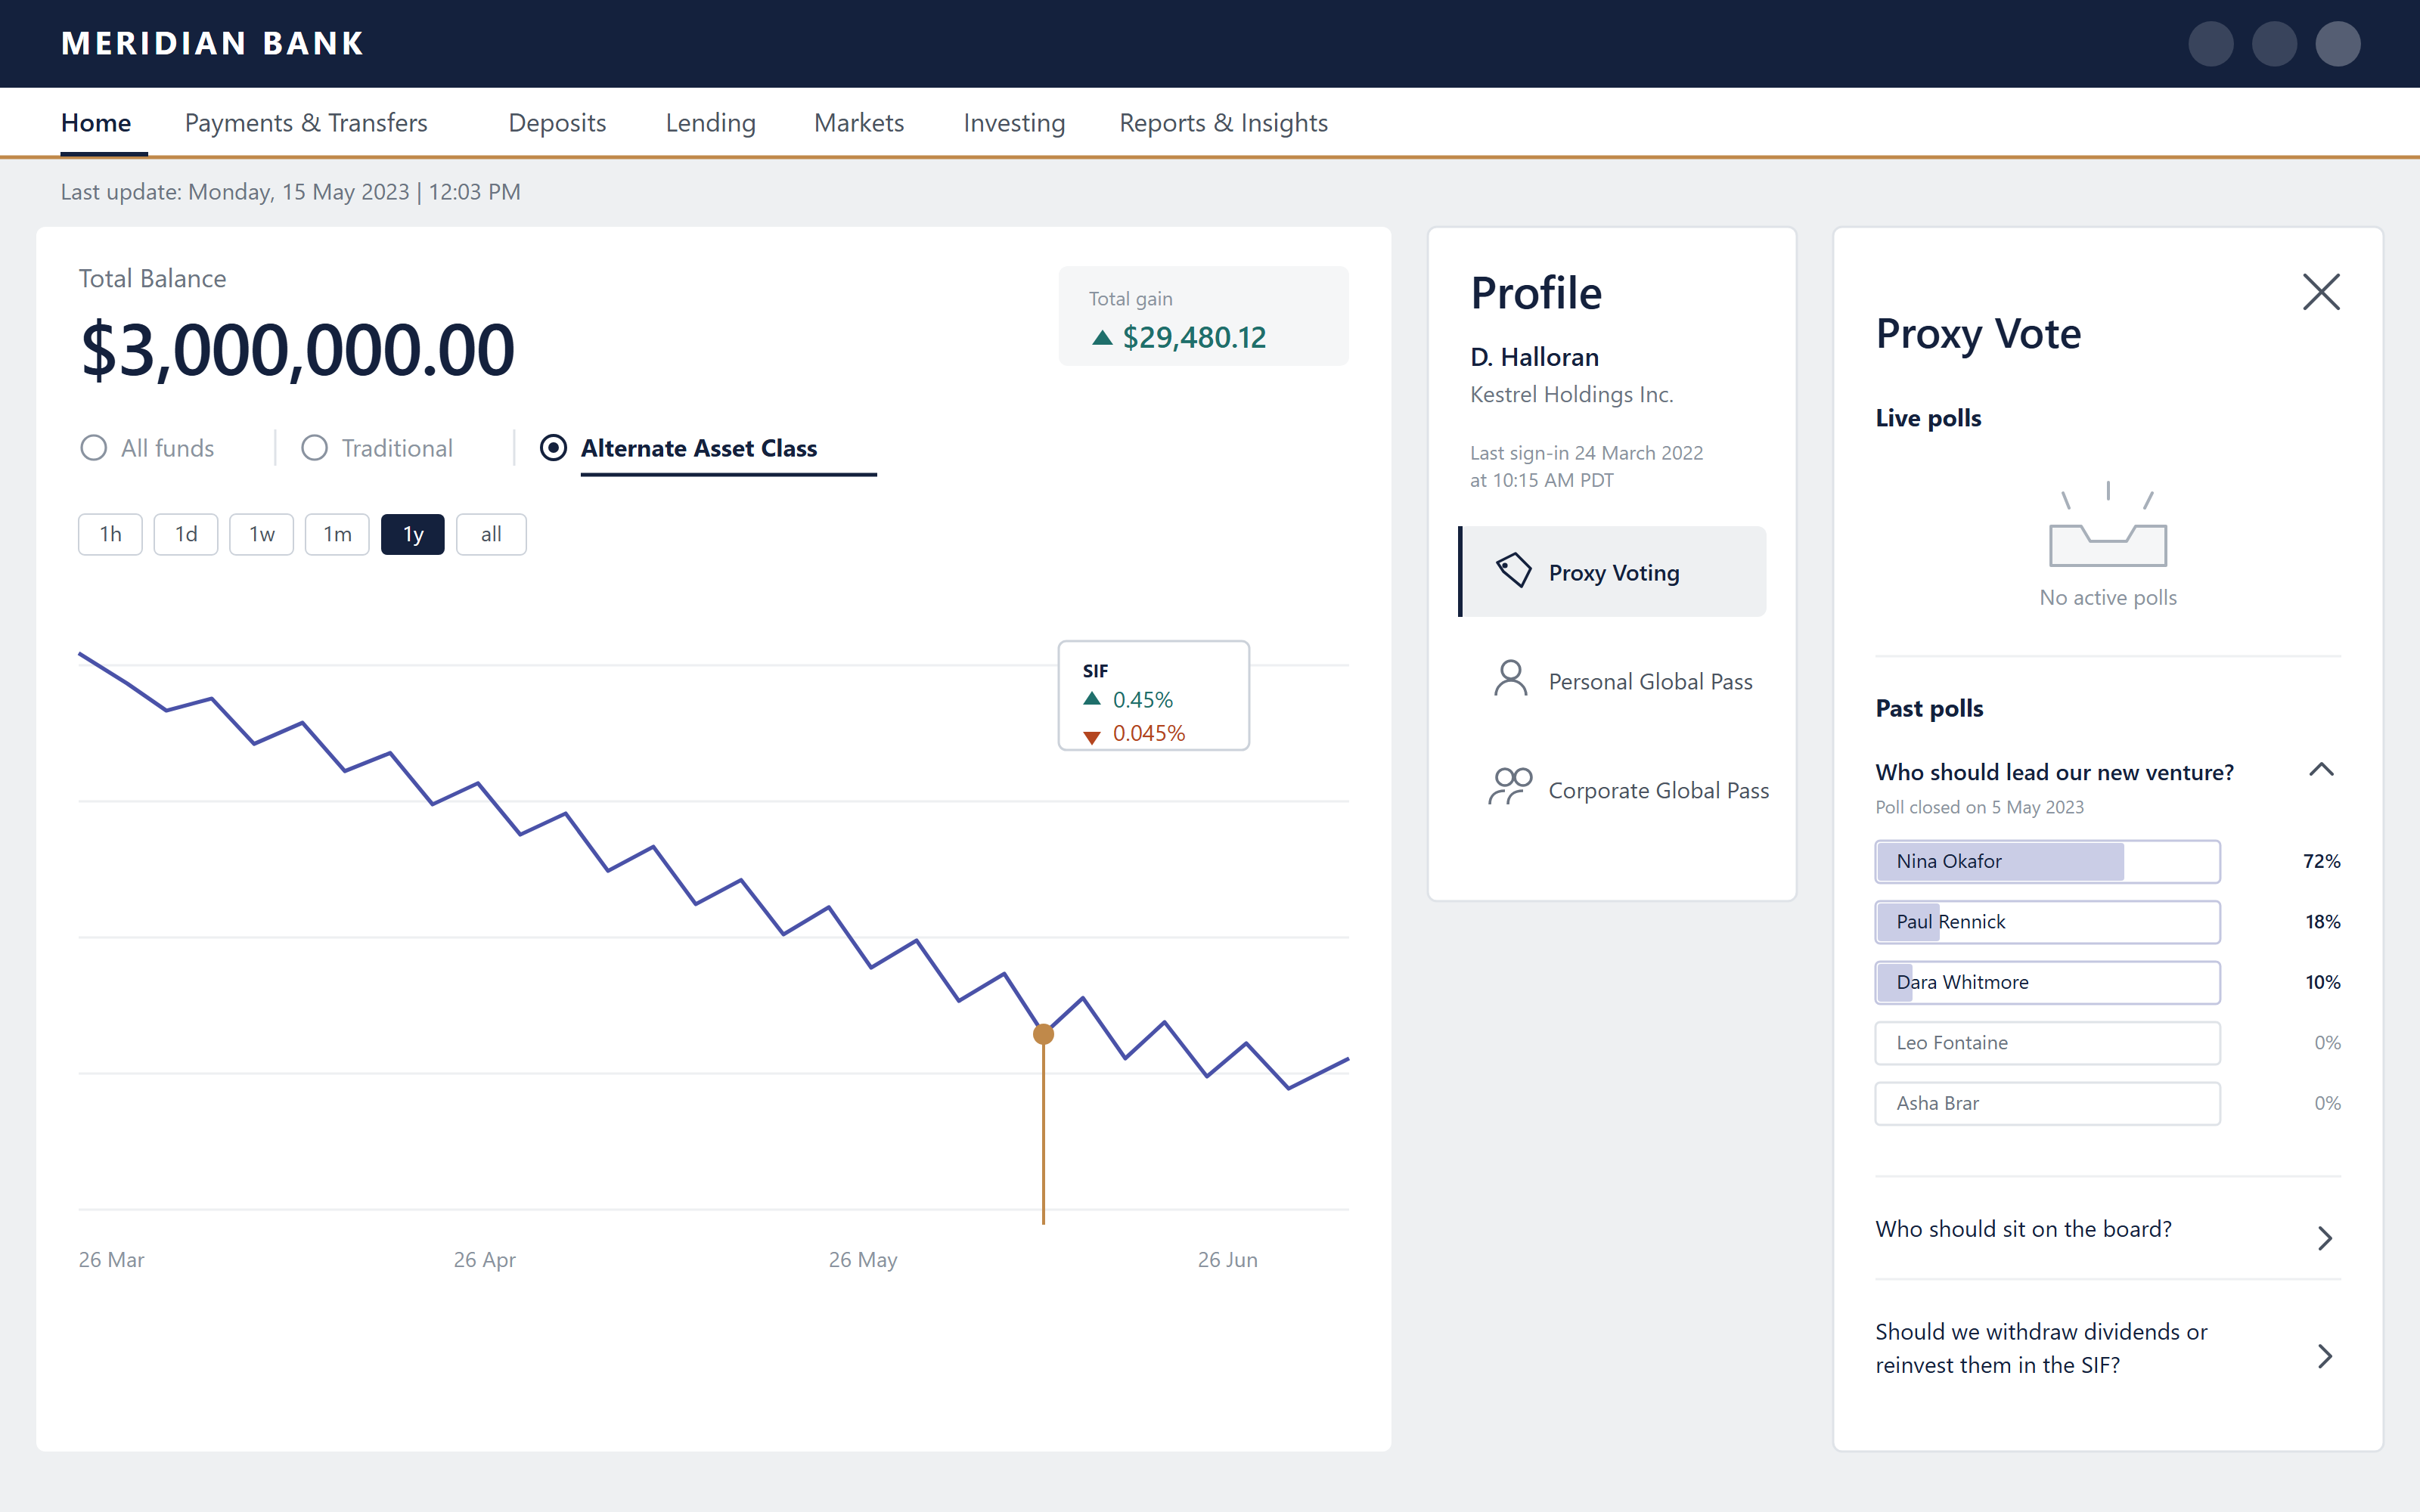 MERIDIAN BANK
Home Payments & Transfers Deposits Lending Markets Investing Reports & Insights
Last update: Monday, 15 May 2023 | 12:03 PM
Total Balance
$3,000,000.00
Total gain
$29,480.12
All funds Traditional Alternate Asset Class
1h 1d 1w 1m 1y all
SIF
0.45%
0.045%
26 Mar 26 Apr 26 May 26 Jun
Profile
D. Halloran
Kestrel Holdings Inc.
Last sign-in 24 March 2022
at 10:15 AM PDT
Proxy Voting
Personal Global Pass
Corporate Global Pass
Proxy Vote
Live polls
No active polls
Past polls
Who should lead our new venture?
Poll closed on 5 May 2023
Nina Okafor 72%
Paul Rennick 18%
Dara Whitmore 10%
Leo Fontaine 0%
Asha Brar 0%
Who should sit on the board?
Should we withdraw dividends or
reinvest them in the SIF?